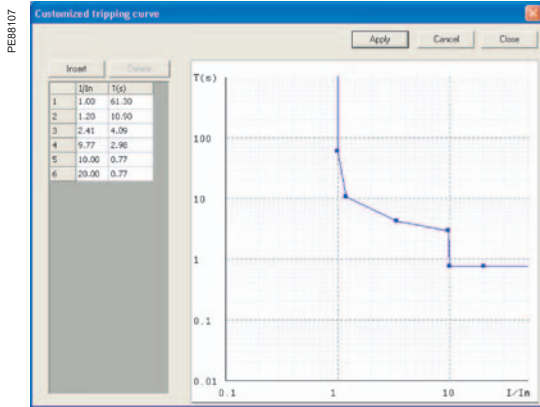 PE88107
Customized tripping curve
Apply Cancel Close
Insert Delete
I/In T(s)
1 1.00 61.30
2 1.20 10.90
3 2.41 4.09
4 9.77 2.98
5 10.00 0.77
6 20.00 0.77
T(s)
100
10
1
0.1
0.01
0.1 1 10 I/In